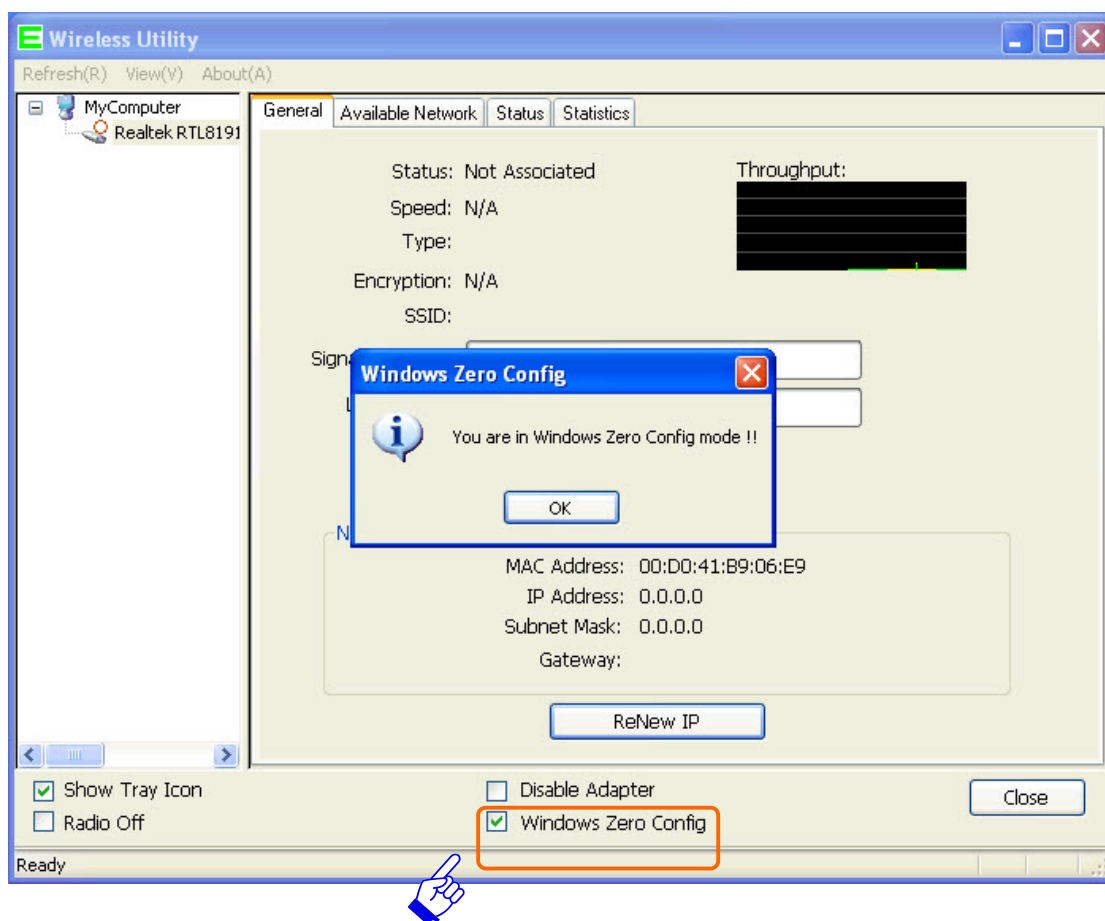 Wireless Utility
Refresh(R) View(V) About(A)
MyComputer
Realtek RTL8191
General Available Network Status Statistics
Status: Not Associated
Throughput:
Speed: N/A
Type:
Encryption: N/A
SSID:
Sign
Windows Zero Config
You are in Windows Zero Config mode !!
OK
N
MAC Address: 00:D0:41:B9:06:E9
IP Address: 0.0.0.0
Subnet Mask: 0.0.0.0
Gateway:
ReNew IP
Show Tray Icon
Disable Adapter
Radio Off
Windows Zero Config
Close
Ready